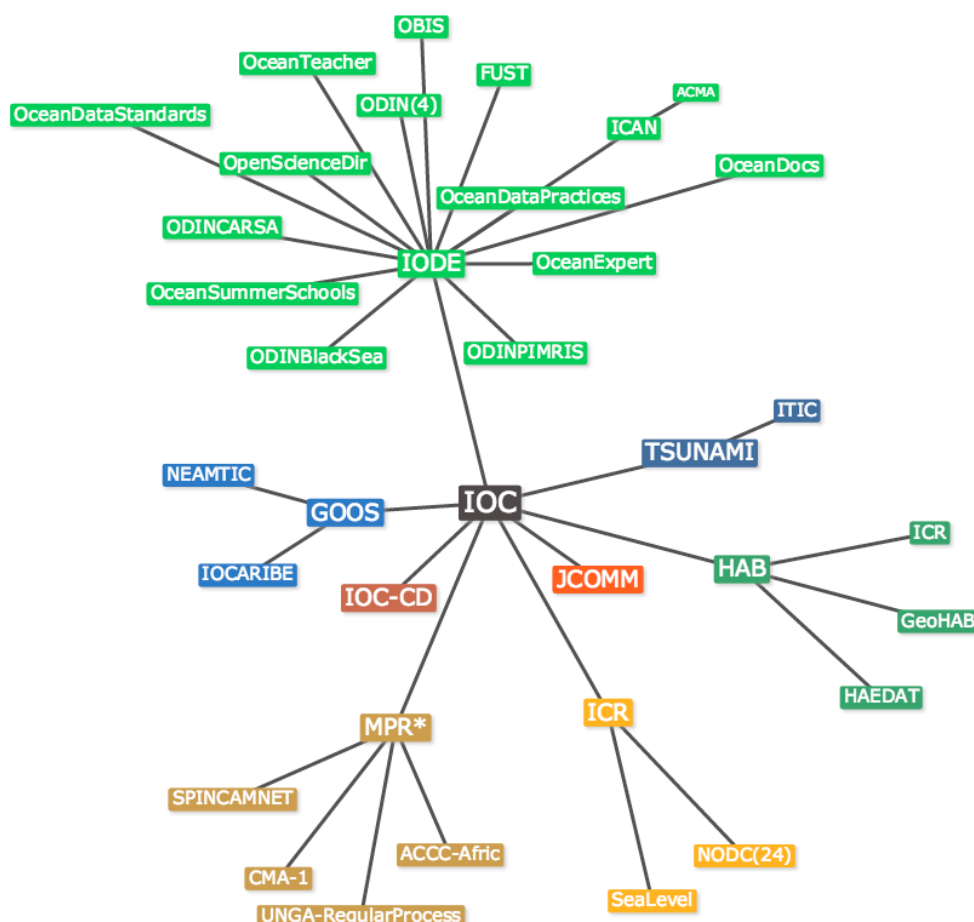 OBIS
OceanTeacher
FUST
ACMA
ODIN(4)
OceanDataStandards
ICAN
OpenScienceDir
OceanDocs
OceanDataPractices
ODINCARSA
IODE
OceanExpert
OceanSummerSchools
ODINBlackSea
ODINPIMRIS
ITIC
TSUNAMI
NEAMTIC
IOC
GOOS
ICR
HAB
IOCARIBE
JCOMM
IOC-CD
GeoHAB
HAEDAT
ICR
MPR*
SPINCAMNET
ACCC-Afric
NODC(24)
CMA-1
SeaLevel
UNGA-RegularProcess